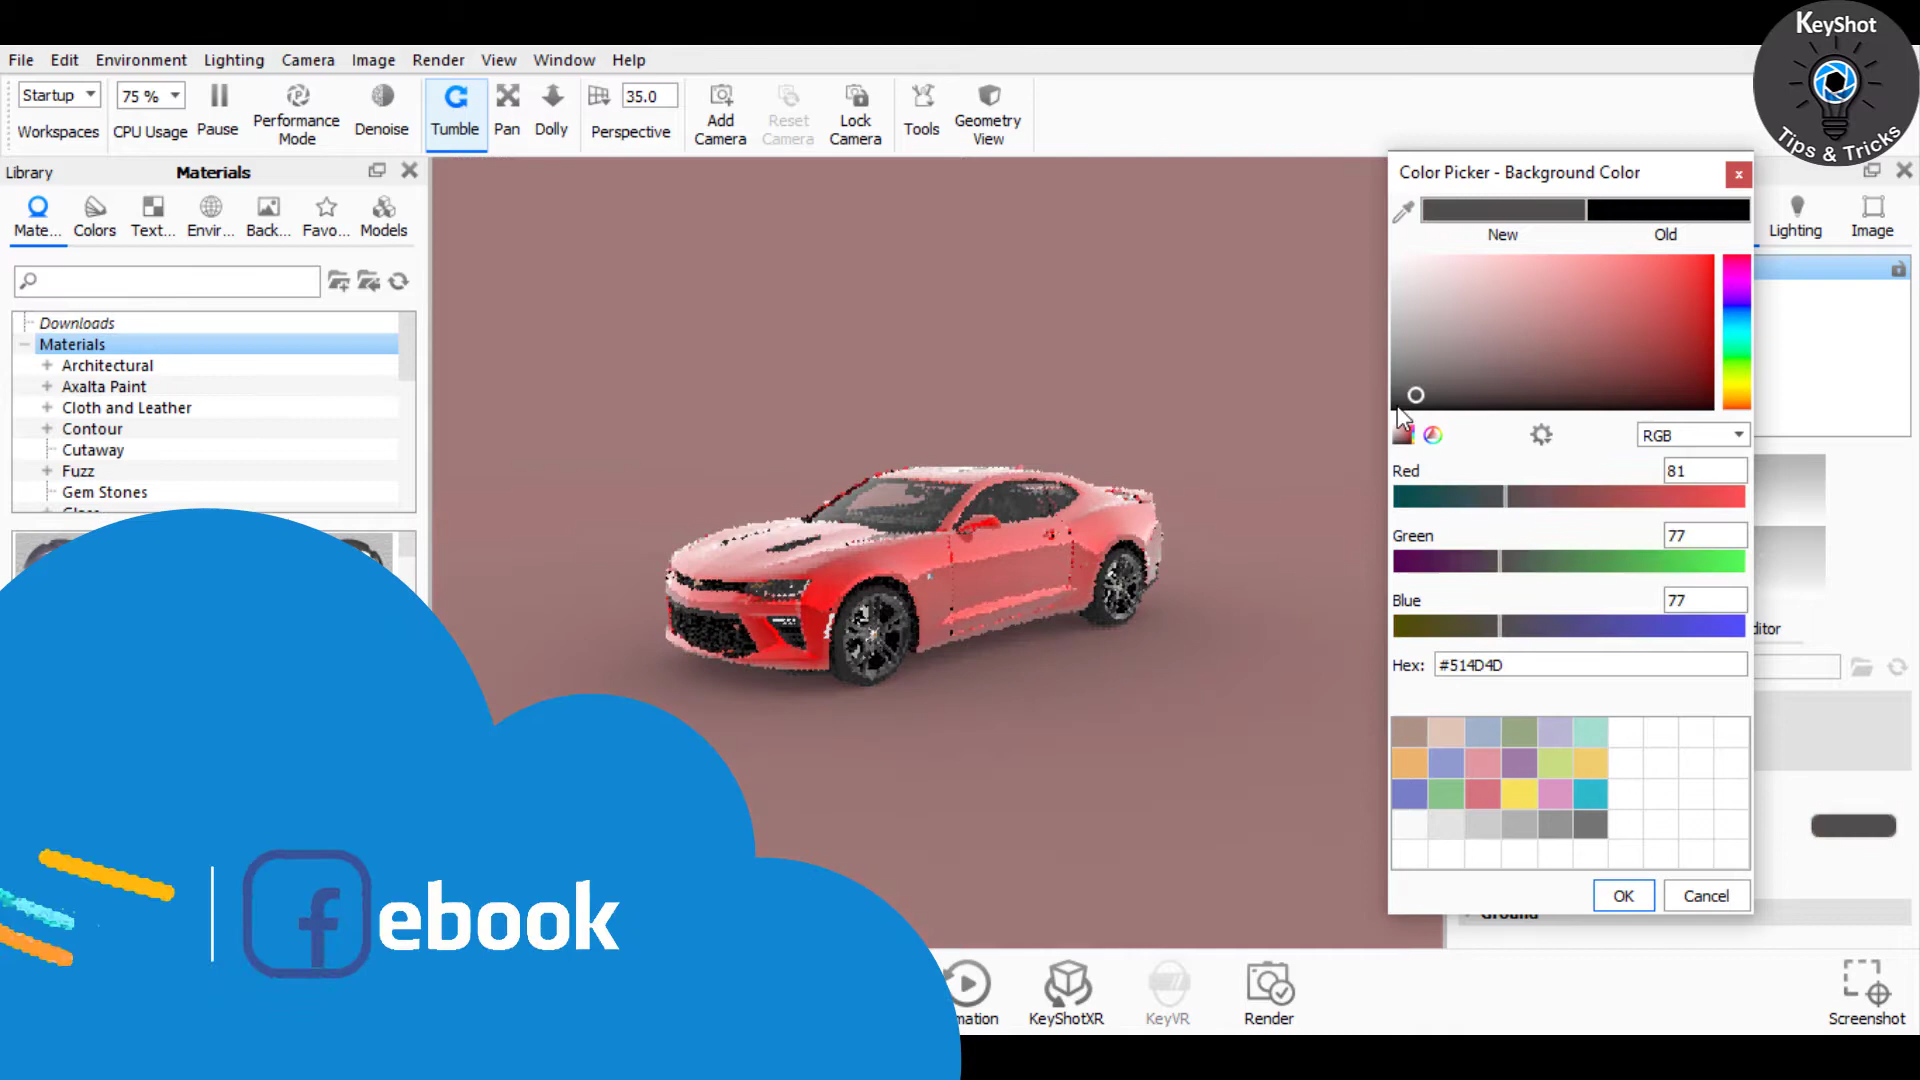 KeyShot
Tips & Tricks
File Edit Environment Lighting Camera Image Render View Window Help
Startup 75 % 35.0
Workspaces CPU Usage Pause Performance Mode Denoise Tumble Pan Dolly Perspective Add Camera Reset Camera Lock Camera Tools Geometry View
Library Materials
Mate... Colors Text... Envir... Back... Favo... Models
Downloads
Materials
Architectural
Axalta Paint
Cloth and Leather
Contour
Cutaway
Fuzz
Gem Stones
Color Picker - Background Color
New Old
RGB
Red 81
Green 77
Blue 77
Hex: #514D4D
OK Cancel
Lighting Image
ditor
Ground
f ebook
mation KeyShotXR KeyVR Render Screenshot